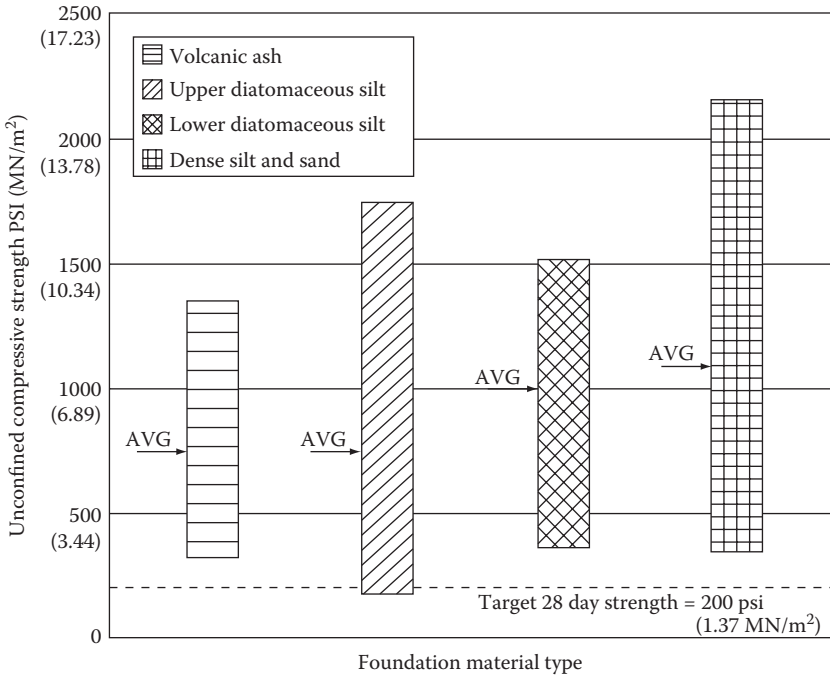 Unconfined compressive strength PSI (MN/m²)
2500
(17.23)
2000
(13.78)
1500
(10.34)
1000
(6.89)
500
(3.44)
0
Volcanic ash
Upper diatomaceous silt
Lower diatomaceous silt
Dense silt and sand
AVG
AVG
AVG
AVG
Target 28 day strength = 200 psi
(1.37 MN/m²)
Foundation material type